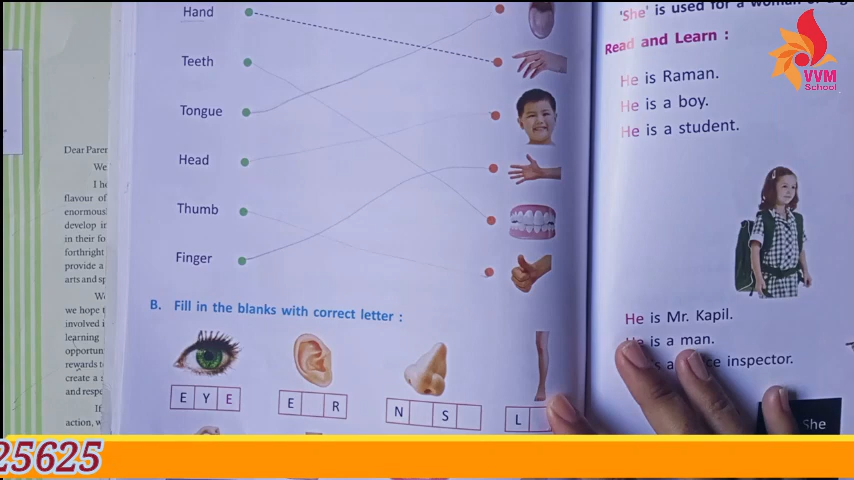 Hand
Teeth
Tongue
Head
Thumb
Finger
B. Fill in the blanks with correct letter :
E Y E
E R
N S
L
'She' is used for a woman
Read and Learn :
He is Raman.
He is a boy.
He is a student.
He is Mr. Kapil.
He is a man.
inspector.
She
VVM
School
Dear Paren
We
I h
flavour of
enormous
develop in
in their fo
forthright
provide a
arts and sp
We
we hope t
involved i
learning
opportun
rewards t
create a s
and respe
If
action, w
25625